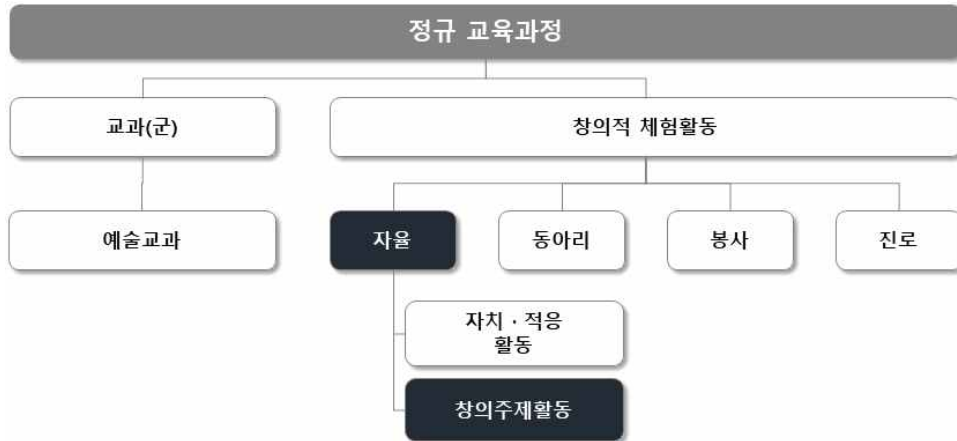 정규 교육과정
교과(군)
창의적 체험활동
예술교과
자율
동아리
봉사
진로
자치 · 적응
활동
창의주제활동